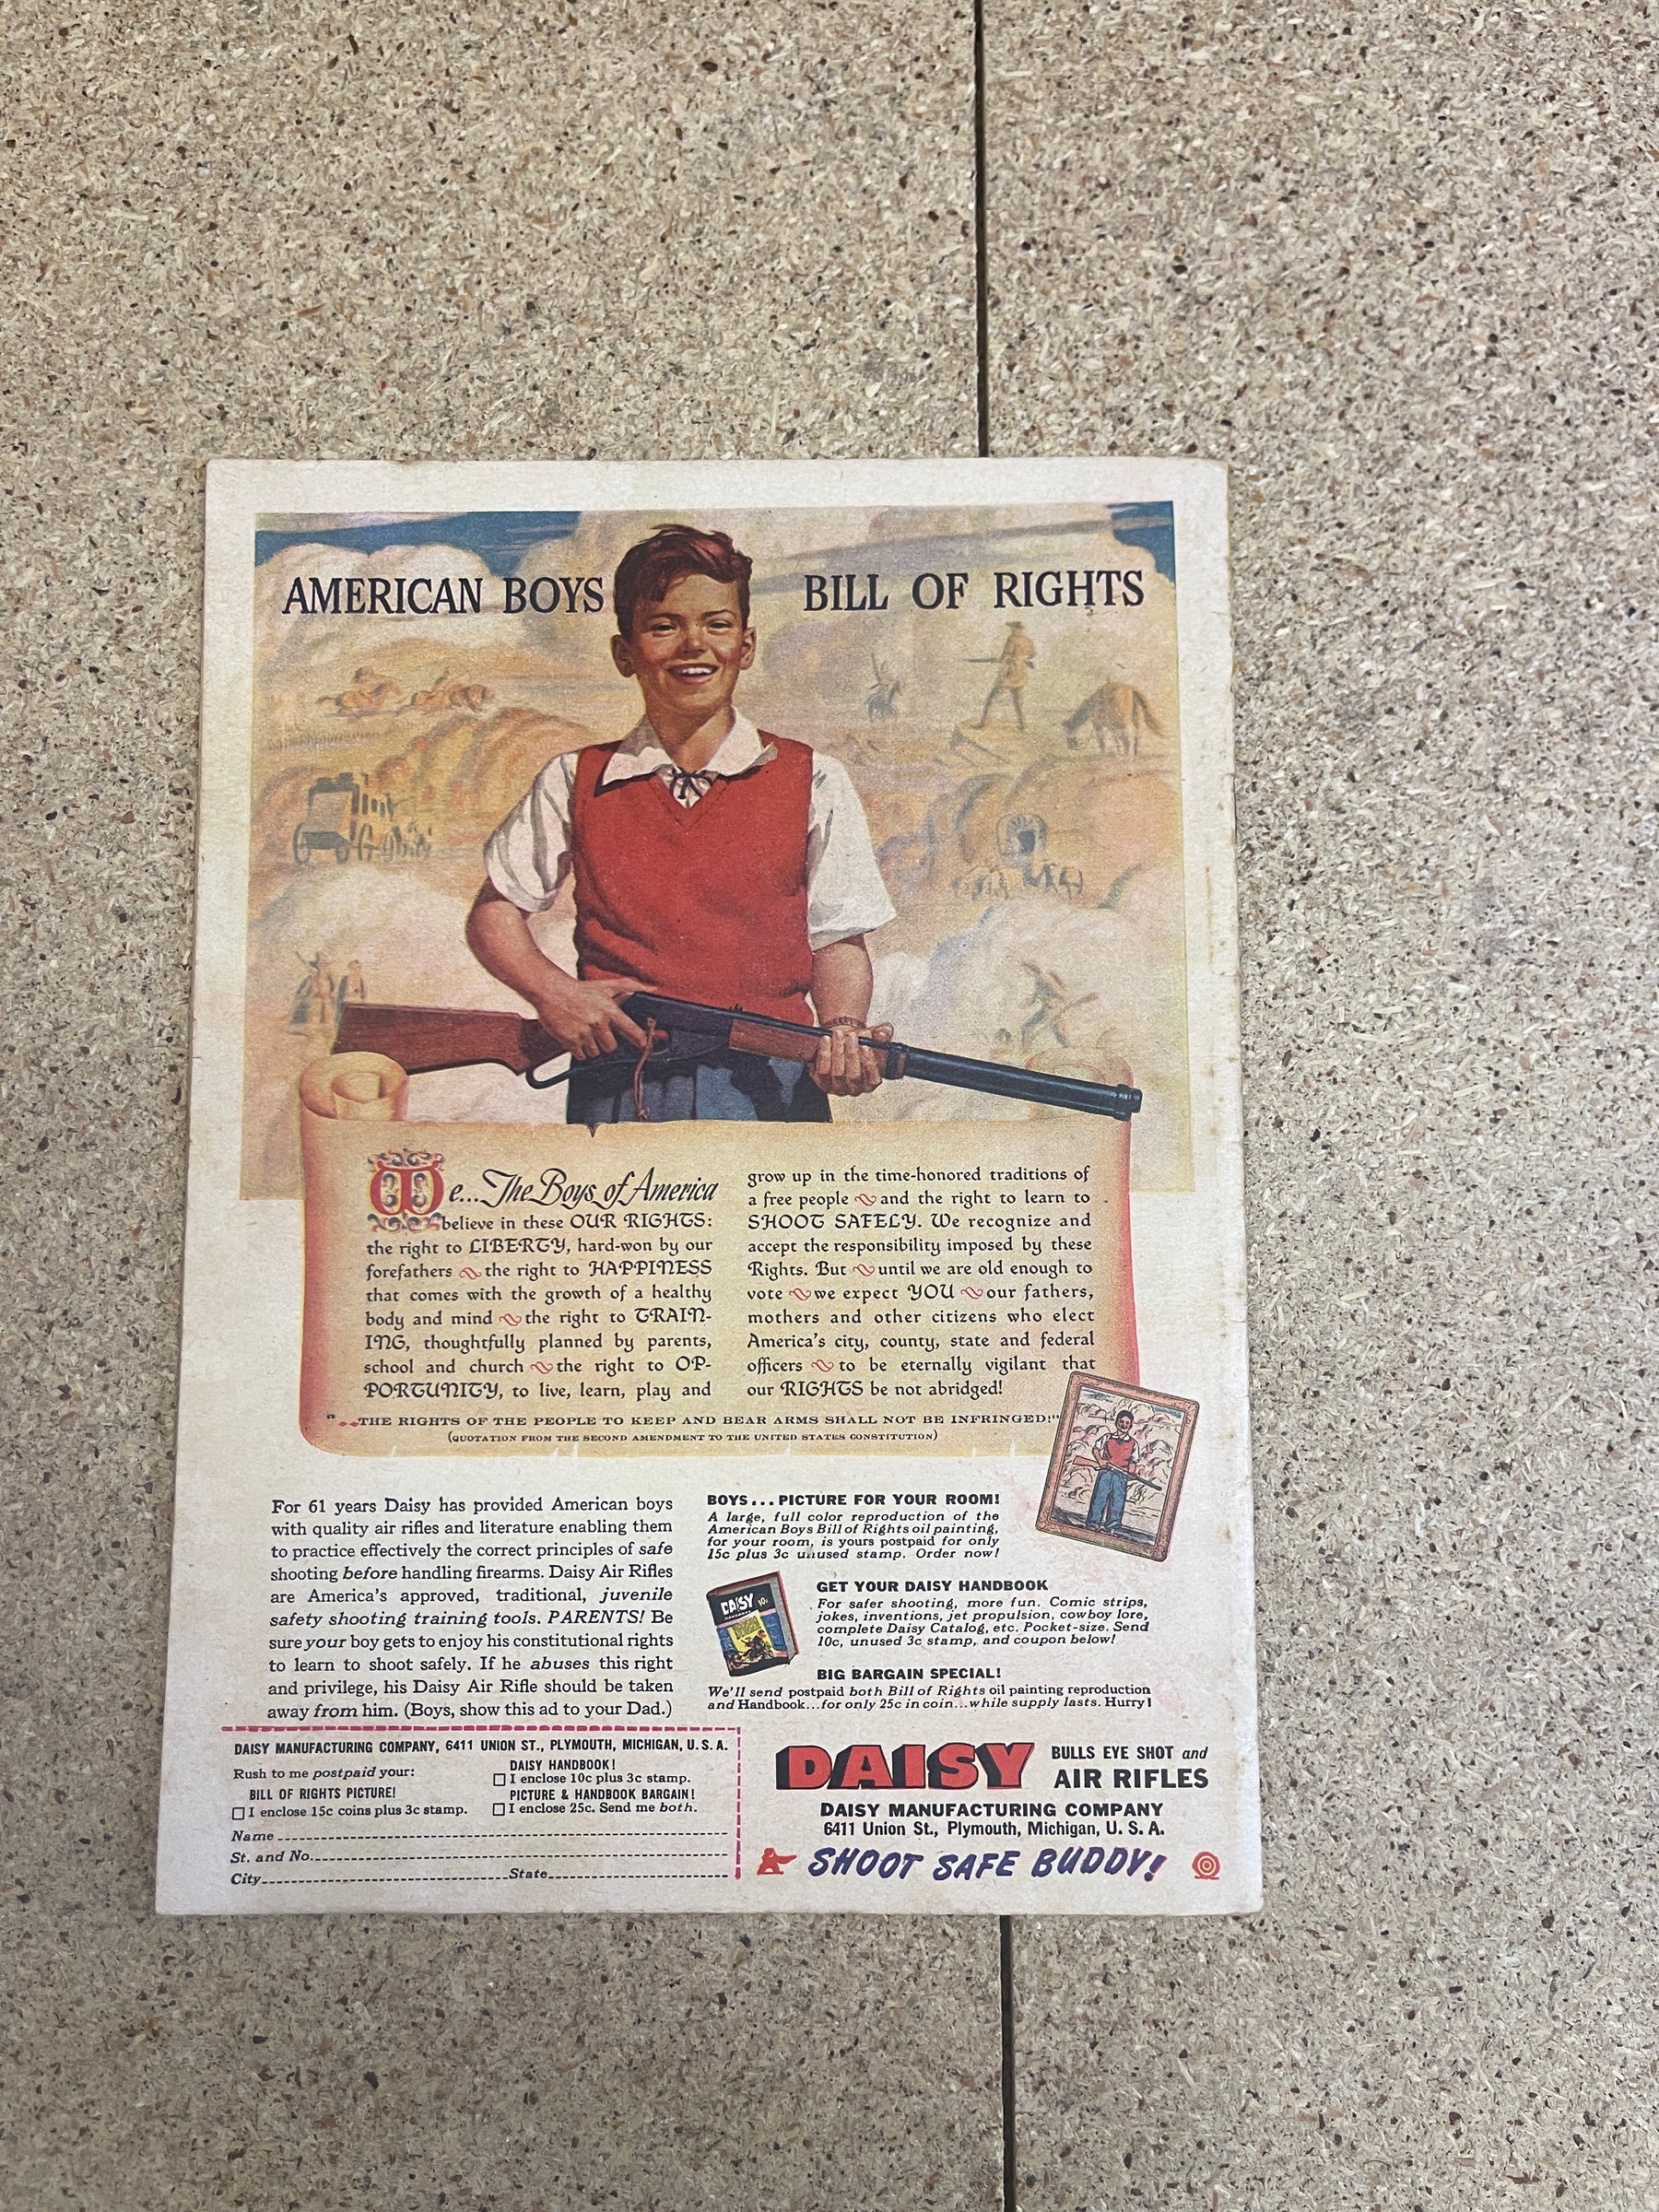 AMERICAN BOYS BILL OF RIGHTS
We...The Boys of America
believe in these OUR RIGHTS:
the right to LIBERTY, hard-won by our
forefathers the right to HAPPINESS
that comes with the growth of a healthy
body and mind the right to TRAIN-
ING, thoughtfully planned by parents,
school and church the right to OP-
PORTUNITY, to live, learn, play and
grow up in the time-honored traditions of
a free people and the right to learn to
SHOOT SAFELY. We recognize and
accept the responsibility imposed by these
Rights. But until we are old enough to
vote we expect YOU our fathers,
mothers and other citizens who elect
America's city, county, state and federal
officers to be eternally vigilant that
our RIGHTS be not abridged!
"...THE RIGHTS OF THE PEOPLE TO KEEP AND BEAR ARMS SHALL NOT BE INFRINGED!"
(QUOTATION FROM THE SECOND AMENDMENT TO THE UNITED STATES CONSTITUTION)
For 61 years Daisy has provided American boys
with quality air rifles and literature enabling them
to practice effectively the correct principles of safe
shooting before handling firearms. Daisy Air Rifles
are America's approved, traditional, juvenile
safety shooting training tools. PARENTS! Be
sure your boy gets to enjoy his constitutional rights
to learn to shoot safely. If he abuses this right
and privilege, his Daisy Air Rifle should be taken
away from him. (Boys, show this ad to your Dad.)
BOYS...PICTURE FOR YOUR ROOM!
A large, full color reproduction of the
American Boys Bill of Rights oil painting,
for your room, is yours postpaid for only
15c plus 3c unused stamp. Order now!
DAISY 10¢
GET YOUR DAISY HANDBOOK
For safer shooting, more fun. Comic strips,
jokes, inventions, jet propulsion, cowboy lore,
complete Daisy Catalog, etc. Pocket-size. Send
10c, unused 3c stamp, and coupon below!
BIG BARGAIN SPECIAL!
We'll send postpaid both Bill of Rights oil painting reproduction
and Handbook...for only 25c in coin...while supply lasts. Hurry!
DAISY MANUFACTURING COMPANY, 6411 UNION ST., PLYMOUTH, MICHIGAN, U.S.A.
Rush to me postpaid your:
BILL OF RIGHTS PICTURE!
I enclose 15c coins plus 3c stamp.
DAISY HANDBOOK!
I enclose 10c plus 3c stamp.
PICTURE & HANDBOOK BARGAIN!
I enclose 25c. Send me both.
Name
St. and No.
City State
DAISY BULLS EYE SHOT and
AIR RIFLES
DAISY MANUFACTURING COMPANY
6411 Union St., Plymouth, Michigan, U. S. A.
SHOOT SAFE BUDDY!